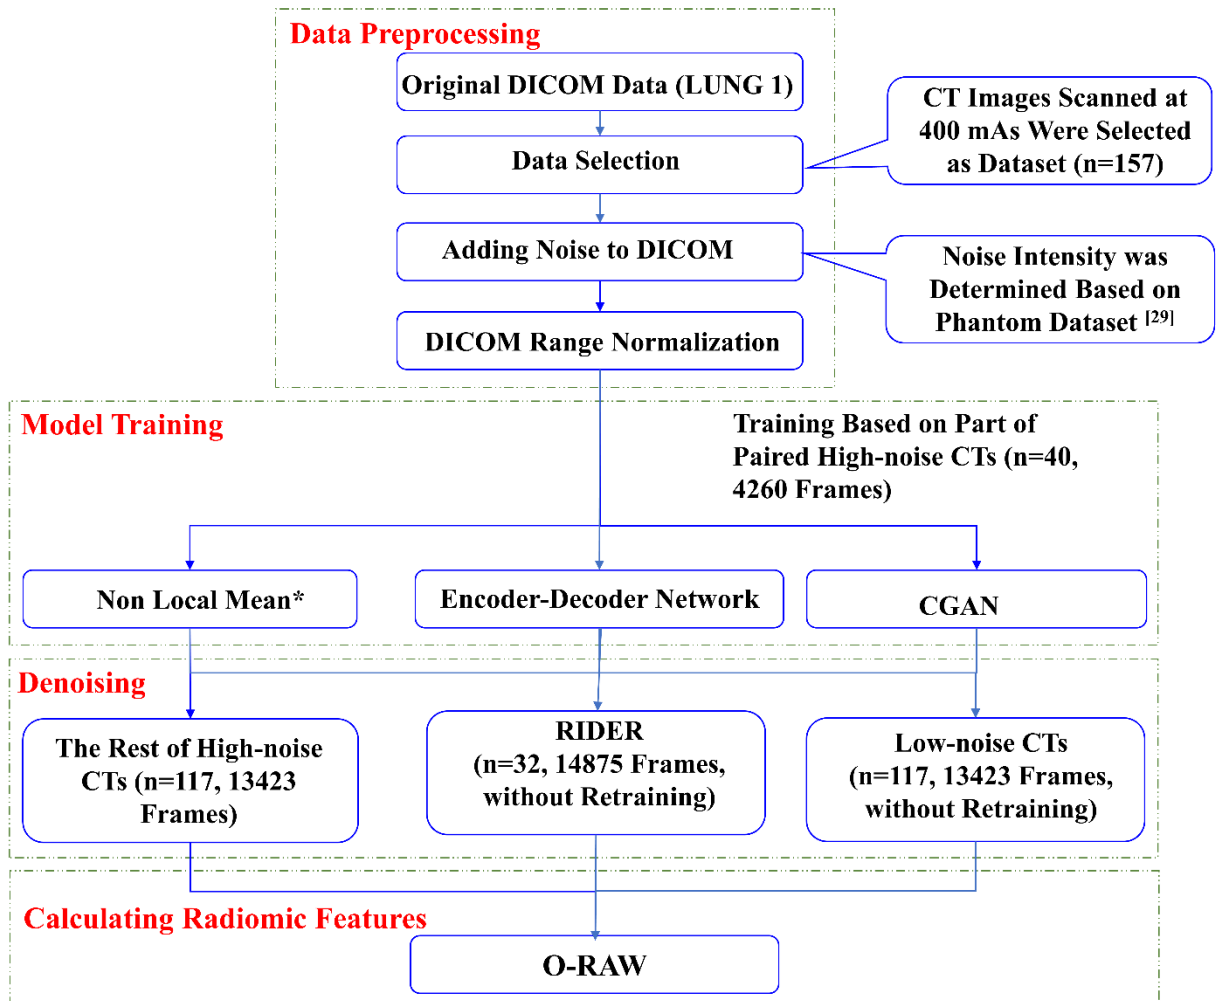 Data Preprocessing
Original DICOM Data (LUNG 1)
Data Selection
CT Images Scanned at
400 mAs Were Selected
as Dataset (n=157)
Adding Noise to DICOM
Noise Intensity was
Determined Based on
Phantom Dataset [29]
DICOM Range Normalization
Model Training
Training Based on Part of
Paired High-noise CTs (n=40,
4260 Frames)
Non Local Mean*
Encoder-Decoder Network
CGAN
Denoising
The Rest of High-noise
CTs (n=117, 13423
Frames)
RIDER
(n=32, 14875 Frames,
without Retraining)
Low-noise CTs
(n=117, 13423 Frames,
without Retraining)
Calculating Radiomic Features
O-RAW